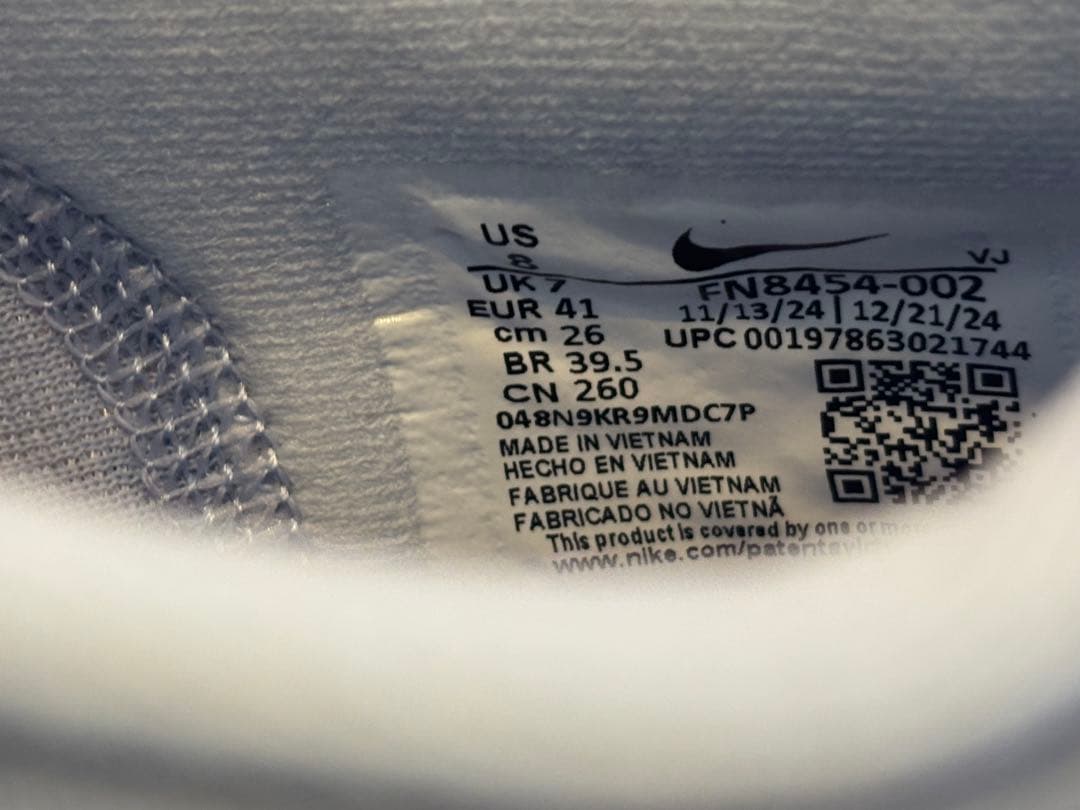 US
8
VJ
UK 7
FN8454-002
EUR 41
11/13/24 | 12/21/24
cm 26
UPC 00197863021744
BR 39.5
CN 260
048N9KR9MDC7P
MADE IN VIETNAM
HECHO EN VIETNAM
FABRIQUE AU VIETNAM
FABRICADO NO VIETNÃ
This product is covered by one or more
www.nike.com/patents